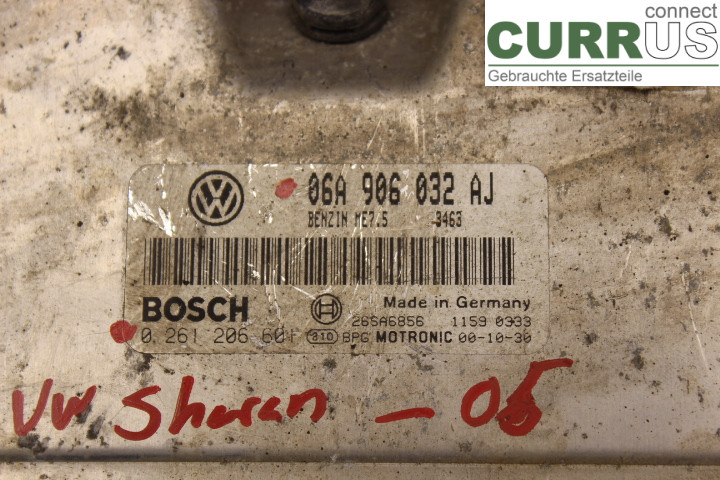 connect
CURRUS
Gebrauchte Ersatzteile
06A 906 032 AJ
BENZIN ME7.5 3463
BOSCH
Made in Germany
26SA6856 1159 0333
0 261 206 601 310 BPG MOTRONIC 00-10-30
VW Sharan - 05